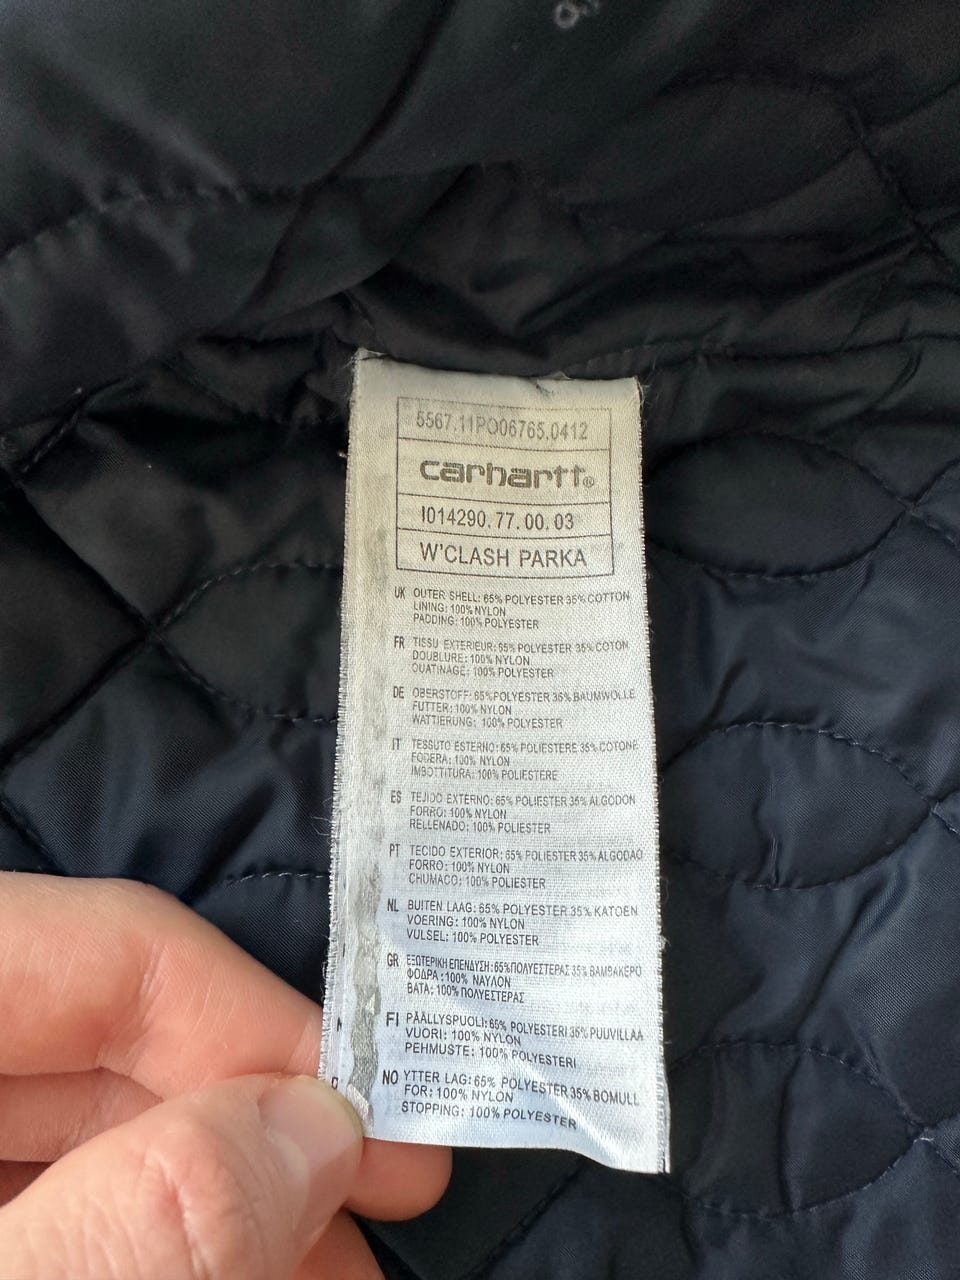 5567.11PO06765.0412
carhartt®
I014290.77.00.03
W'CLASH PARKA
UK OUTER SHELL: 65% POLYESTER 35% COTTON
LINING: 100% NYLON
PADDING: 100% POLYESTER
FR TISSU EXTERIEUR: 65% POLYESTER 35% COTON
DOUBLURE: 100% NYLON
OUATINAGE: 100% POLYESTER
DE OBERSTOFF: 65% POLYESTER 35% BAUMWOLLE
FUTTER: 100% NYLON
WATTIERUNG: 100% POLYESTER
IT TESSUTO ESTERNO: 65% POLIESTERE 35% COTONE
FODERA: 100% NYLON
IMBOTTITURA: 100% POLIESTERE
ES TEJIDO EXTERNO: 65% POLIESTER 35% ALGODON
FORRO: 100% NYLON
RELLENADO: 100% POLIESTER
PT TECIDO EXTERIOR: 65% POLIESTER 35% ALGODAO
FORRO: 100% NYLON
CHUMACO: 100% POLIESTER
NL BUITEN LAAG: 65% POLYESTER 35% KATOEN
VOERING: 100% NYLON
VULSEL: 100% POLYESTER
GR ΕΞΩΤΕΡΙΚΗ ΕΠΕΝΔΥΣΗ: 65% ΠΟΛΥΕΣΤΕΡΑΣ 35% ΒΑΜΒΑΚΕΡΟ
ΦΟΔΡΑ: 100% ΝΑΥΛΟΝ
ΒΑΤΑ: 100% ΠΟΛΥΕΣΤΕΡΑΣ
FI PÄÄLLYSPUOLI: 65% POLYESTERI 35% PUUVILLAA
VUORI: 100% NYLON
PEHMUSTE: 100% POLYESTERI
NO YTTER LAG: 65% POLYESTER 35% BOMULL
FOR: 100% NYLON
STOPPING: 100% POLYESTER